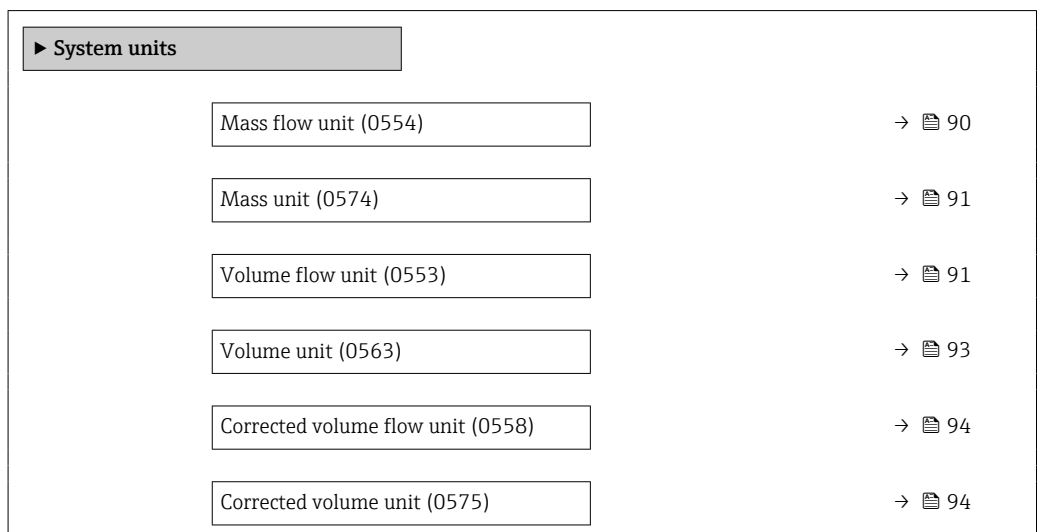 ▶ System units
Mass flow unit (0554) → 90
Mass unit (0574) → 91
Volume flow unit (0553) → 91
Volume unit (0563) → 93
Corrected volume flow unit (0558) → 94
Corrected volume unit (0575) → 94